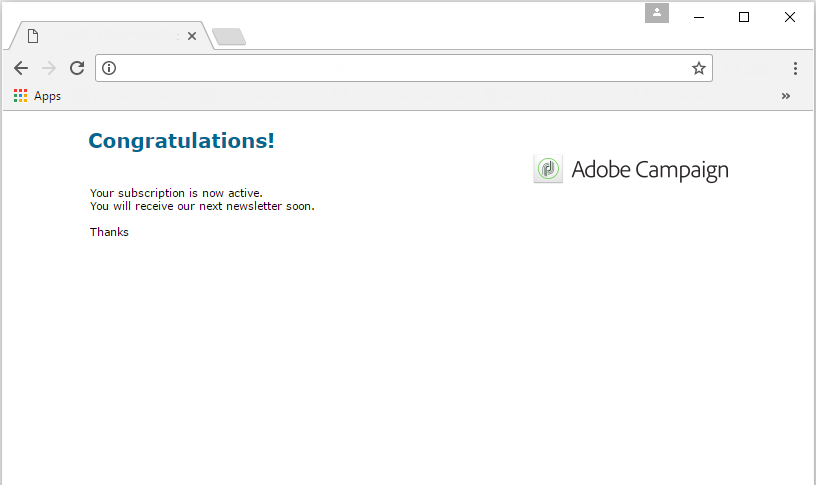 Apps
Congratulations!
Adobe Campaign
Your subscription is now active.
You will receive our next newsletter soon.
Thanks